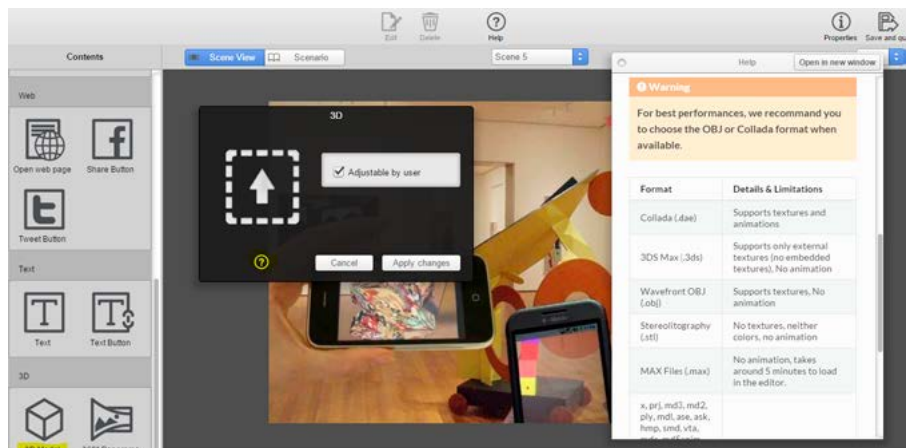 Edit
Delete
Help
Properties
Save and qu
Contents
Scene View
Scenario
Scene 5
Help
Open in new window
Web
Open web page
Share Button
Tweet Button
Text
Text
Text Button
3D
3D
Adjustable by user
Cancel
Apply changes
Warning
For best performances, we recommand you
to choose the OBJ or Collada format when
available.
Format
Details & Limitations
Collada (.dae)
Supports textures and
animations
3DS Max (.3ds)
Supports only external
textures (no embedded
textures), No animation
Wavefront OBJ
(.obj)
Supports textures, No
animation
Stereolitography
(.stl)
No textures, neither
colors, no animation
MAX Files (.max)
No animation, takes
around 5 minutes to load
in the editor.
x, prj, md3, md2,
ply, mdl, ase, ask,
hmp, smd, vta,